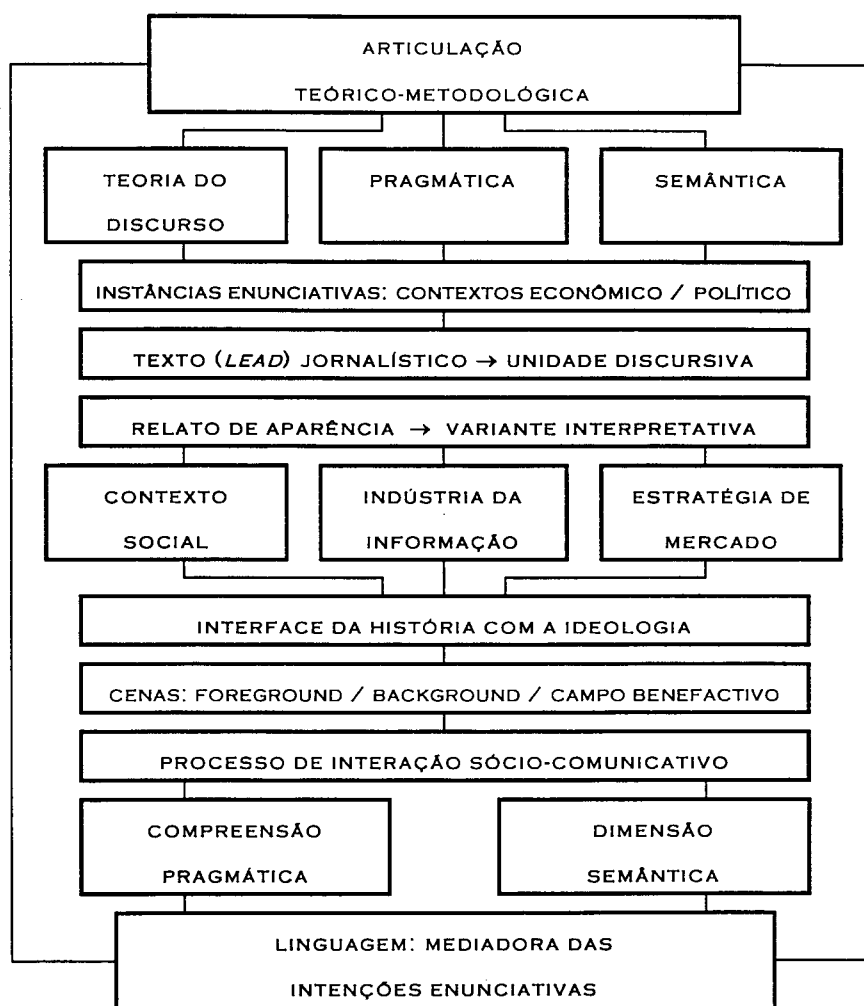 ARTICULAÇÃO
TEÓRICO-METODOLÓGICA
TEORIA DO
DISCURSO
PRAGMÁTICA
SEMÂNTICA
INSTÂNCIAS ENUNCIATIVAS: CONTEXTOS ECONÔMICO / POLÍTICO
TEXTO (LEAD) JORNALÍSTICO → UNIDADE DISCURSIVA
RELATO DE APARÊNCIA → VARIANTE INTERPRETATIVA
CONTEXTO
SOCIAL
INDÚSTRIA DA
INFORMAÇÃO
ESTRATÉGIA DE
MERCADO
INTERFACE DA HISTÓRIA COM A IDEOLOGIA
CENAS: FOREGROUND / BACKGROUND / CAMPO BENEFACTIVO
PROCESSO DE INTERAÇÃO SÓCIO-COMUNICATIVO
COMPREENSÃO
PRAGMÁTICA
DIMENSÃO
SEMÂNTICA
LINGUAGEM: MEDIADORA DAS
INTENÇÕES ENUNCIATIVAS